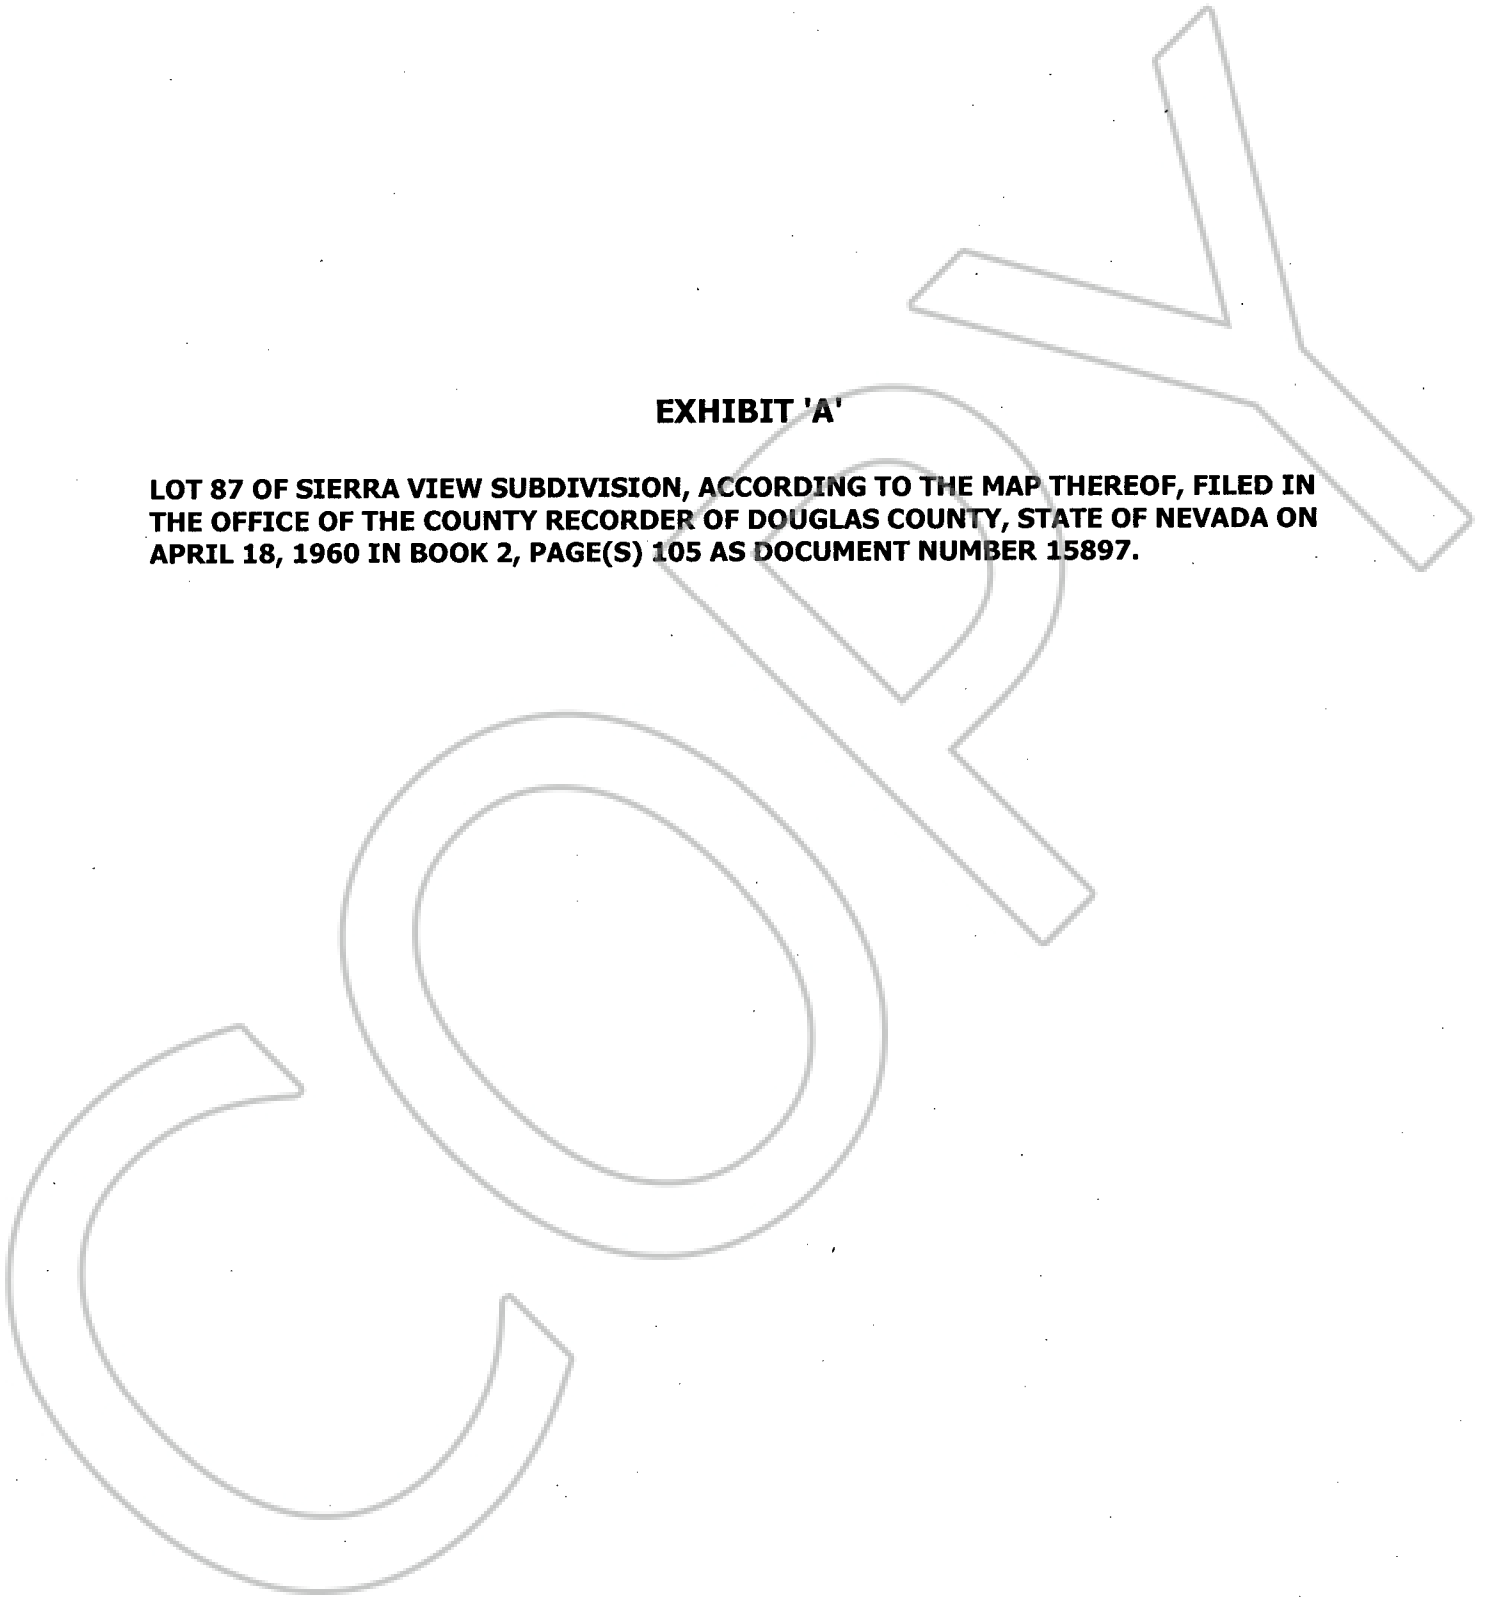 EXHIBIT 'A'
LOT 87 OF SIERRA VIEW SUBDIVISION, ACCORDING TO THE MAP THEREOF, FILED IN
THE OFFICE OF THE COUNTY RECORDER OF DOUGLAS COUNTY, STATE OF NEVADA ON
APRIL 18, 1960 IN BOOK 2, PAGE(S) 105 AS DOCUMENT NUMBER 15897.
COPY